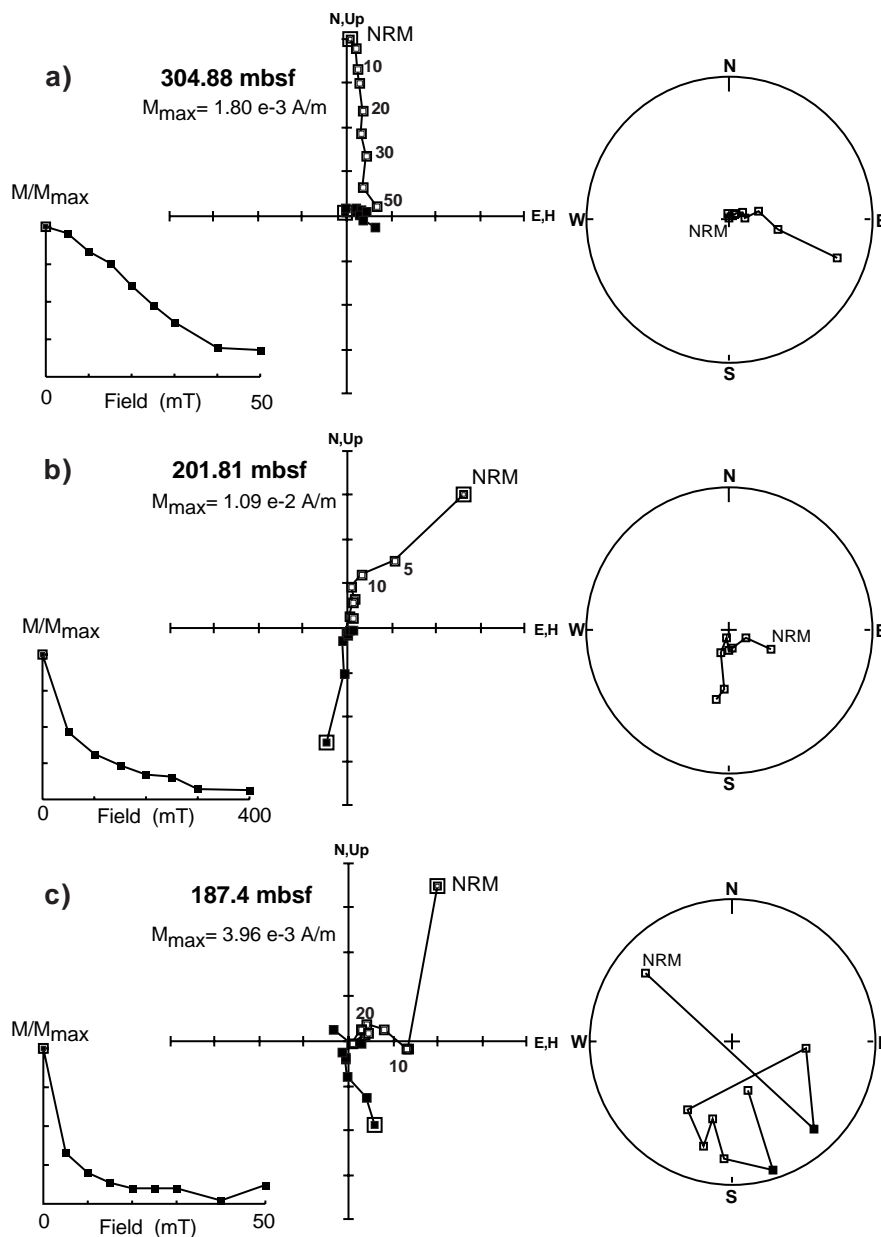 a)
304.88 mbsf
Mmax= 1.80 e-3 A/m
N,Up
NRM
10
20
30
50
E,H
M/Mmax
0
Field (mT)
50
N
W
NRM
E
S
b)
201.81 mbsf
Mmax= 1.09 e-2 A/m
N,Up
NRM
5
10
E,H
M/Mmax
0
Field (mT)
400
N
W
NRM
E
S
c)
187.4 mbsf
Mmax= 3.96 e-3 A/m
N,Up
NRM
20
10
E,H
M/Mmax
0
Field (mT)
50
N
NRM
W
S